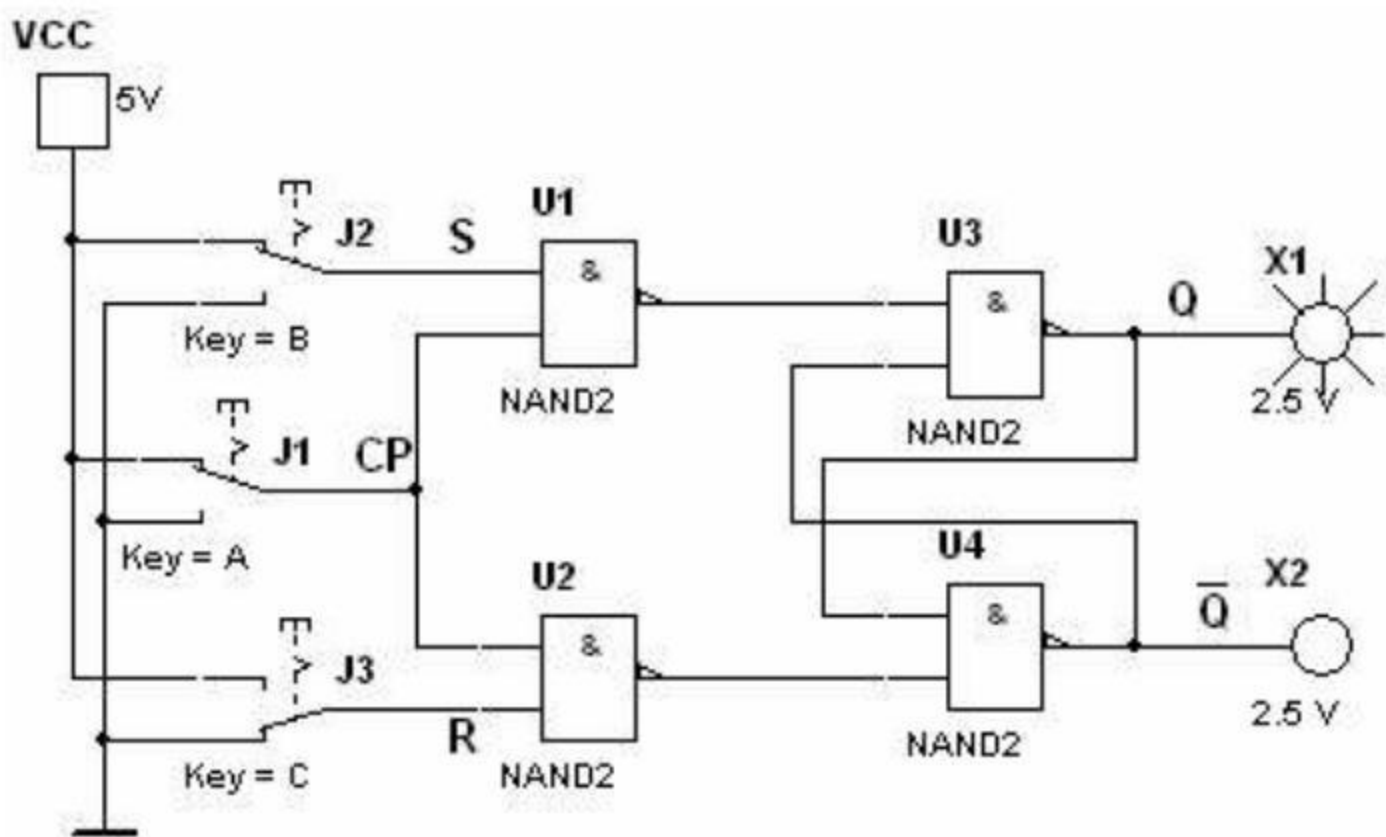 VCC
5V
J2
S
U1
&
NAND2
Key = B
U3
&
NAND2
Q
X1
2.5 V
J1
CP
Key = A
U2
&
NAND2
J3
R
Key = C
U4
&
NAND2
Q̅
X2
2.5 V